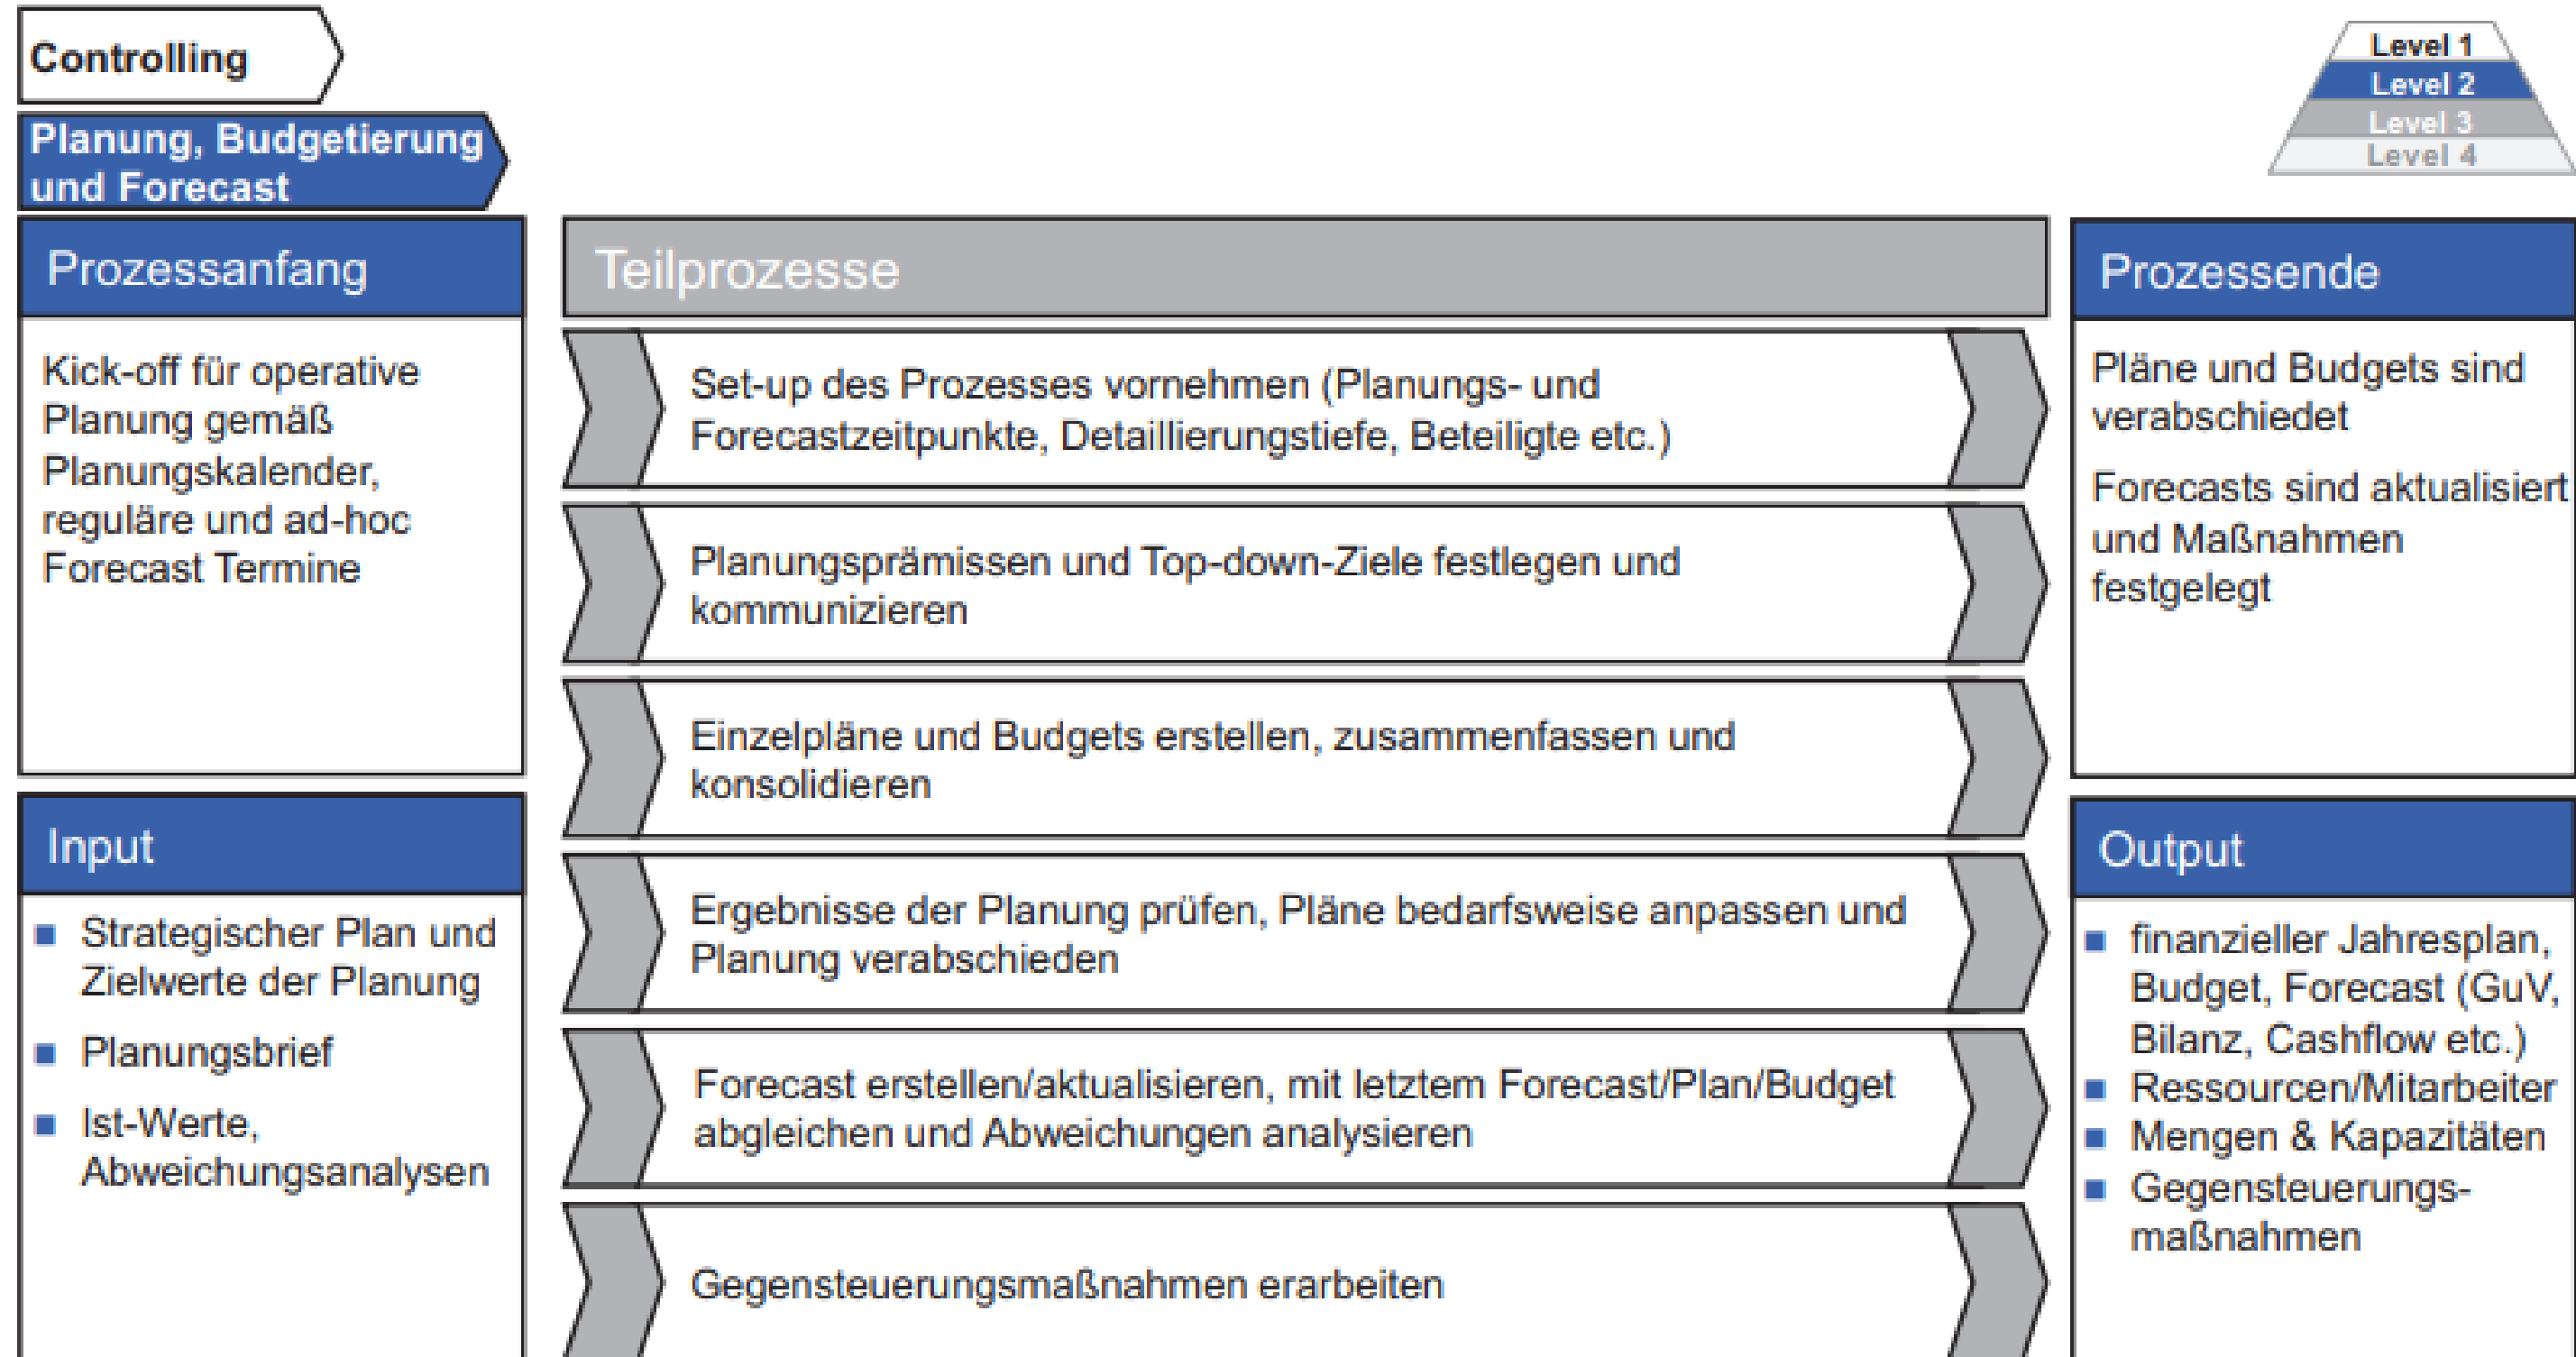 Controlling
Planung, Budgetierung
und Forecast
Level 1
Level 2
Level 3
Level 4
Prozessanfang
Kick-off für operative
Planung gemäß
Planungskalender,
reguläre und ad-hoc
Forecast Termine
Input
Strategischer Plan und
Zielwerte der Planung
Planungsbrief
Ist-Werte,
Abweichungsanalysen
Teilprozesse
Set-up des Prozesses vornehmen (Planungs- und
Forecastzeitpunkte, Detaillierungstiefe, Beteiligte etc.)
Planungsprämissen und Top-down-Ziele festlegen und
kommunizieren
Einzelpläne und Budgets erstellen, zusammenfassen und
konsolidieren
Ergebnisse der Planung prüfen, Pläne bedarfsweise anpassen und
Planung verabschieden
Forecast erstellen/aktualisieren, mit letztem Forecast/Plan/Budget
abgleichen und Abweichungen analysieren
Gegensteuerungsmaßnahmen erarbeiten
Prozessende
Pläne und Budgets sind
verabschiedet
Forecasts sind aktualisiert
und Maßnahmen
festgelegt
Output
finanzieller Jahresplan,
Budget, Forecast (GuV,
Bilanz, Cashflow etc.)
Ressourcen/Mitarbeiter
Mengen & Kapazitäten
Gegensteuerungs-
maßnahmen